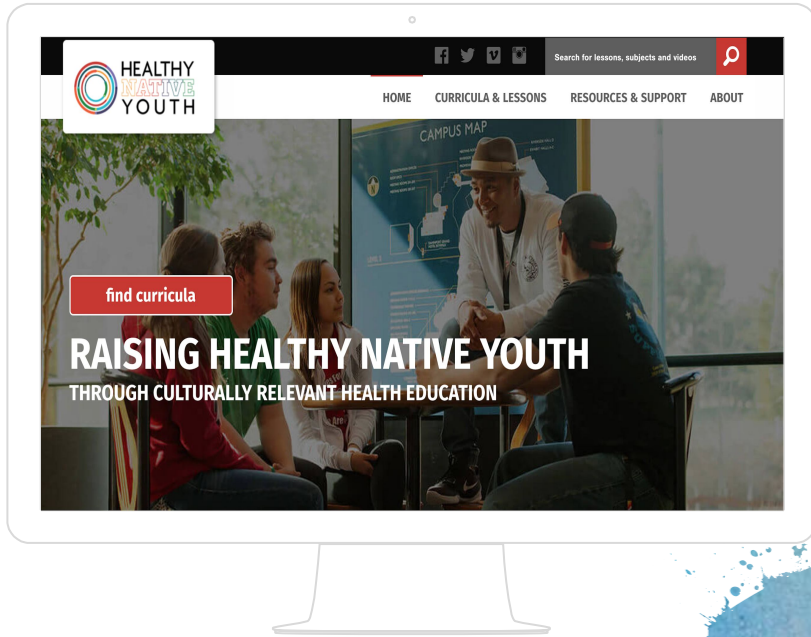 HEALTHY
NATIVE
YOUTH
Search for lessons, subjects and videos
HOME CURRICULA & LESSONS RESOURCES & SUPPORT ABOUT
CAMPUS MAP
find curricula
RAISING HEALTHY NATIVE YOUTH
THROUGH CULTURALLY RELEVANT HEALTH EDUCATION